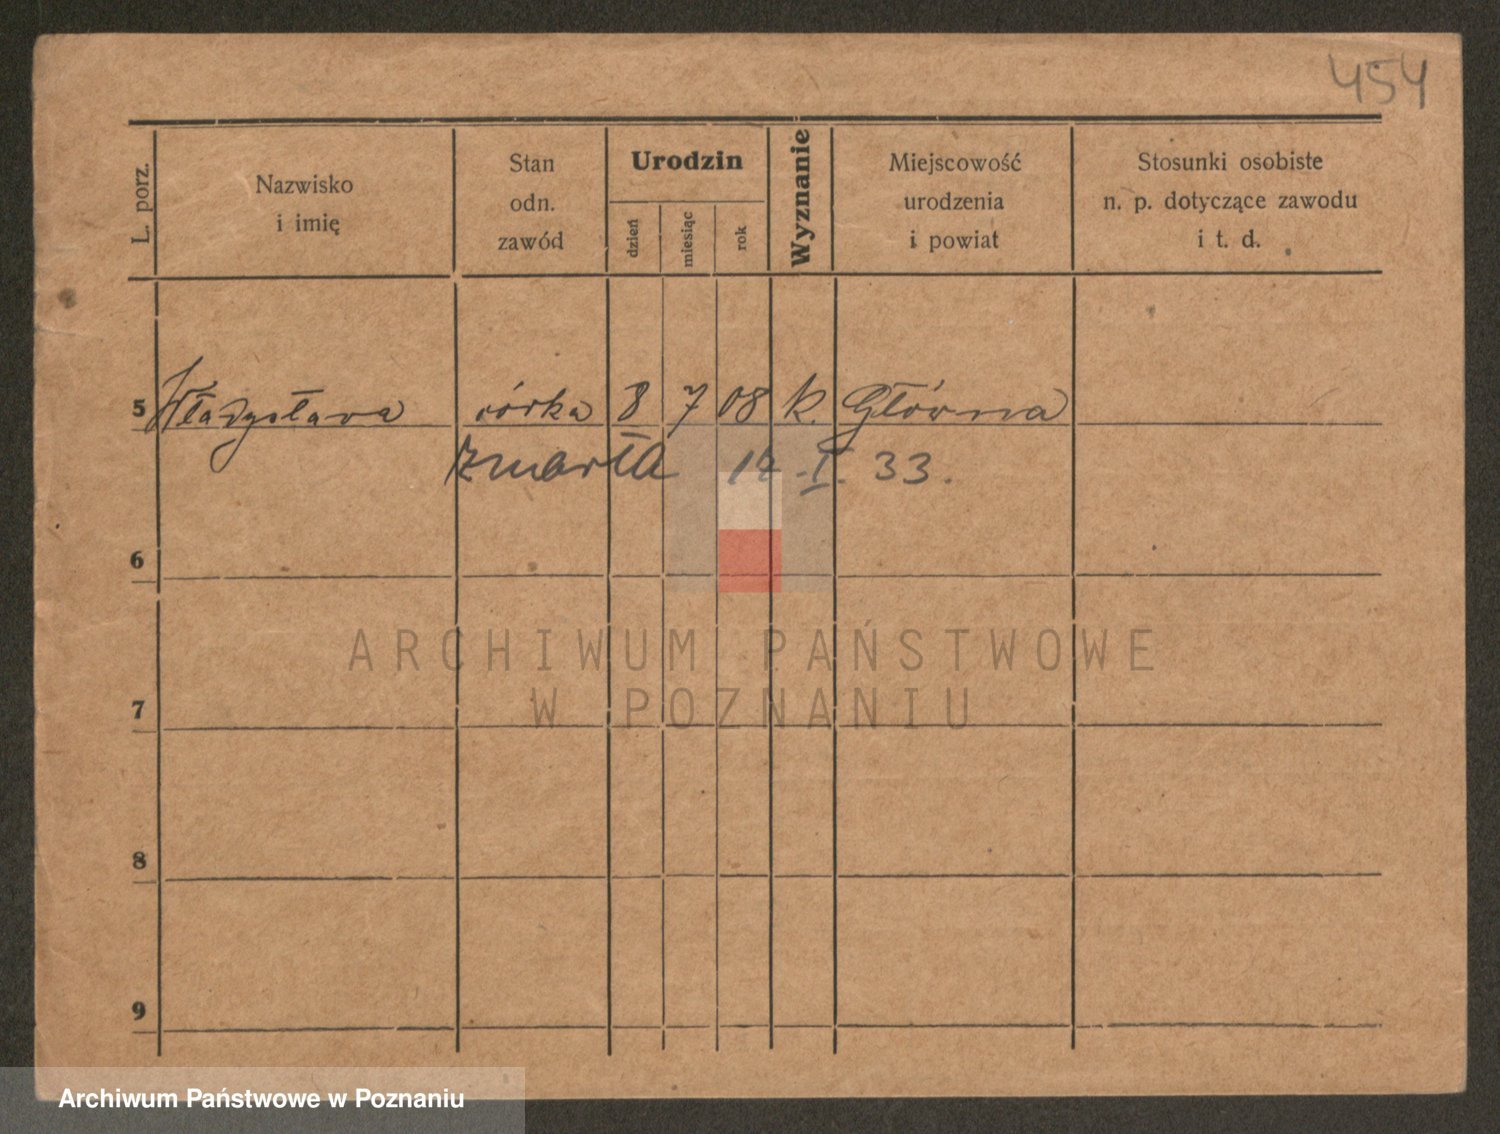 454
L. porz.
Nazwisko i imię
Stan odn. zawód
Urodzin
dzień miesiąc rok
Wyznanie
Miejscowość urodzenia i powiat
Stosunki osobiste n. p. dotyczące zawodu i t. d.
5 Władysława córka 8 7 08 k. Główna
zmarła 14.I.33.
6
7
8
9
ARCHIWUM PAŃSTWOWE
W POZNANIU
Archiwum Państwowe w Poznaniu